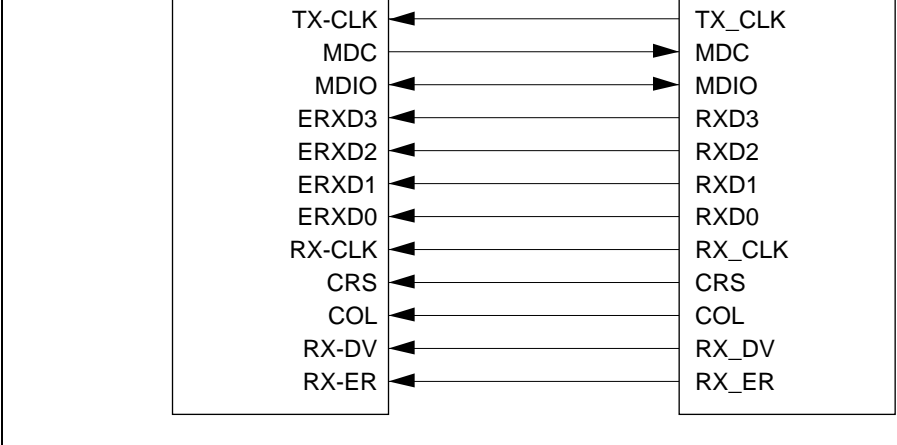 TX-CLK TX_CLK
MDC MDC
MDIO MDIO
ERXD3 RXD3
ERXD2 RXD2
ERXD1 RXD1
ERXD0 RXD0
RX-CLK RX_CLK
CRS CRS
COL COL
RX-DV RX_DV
RX-ER RX_ER